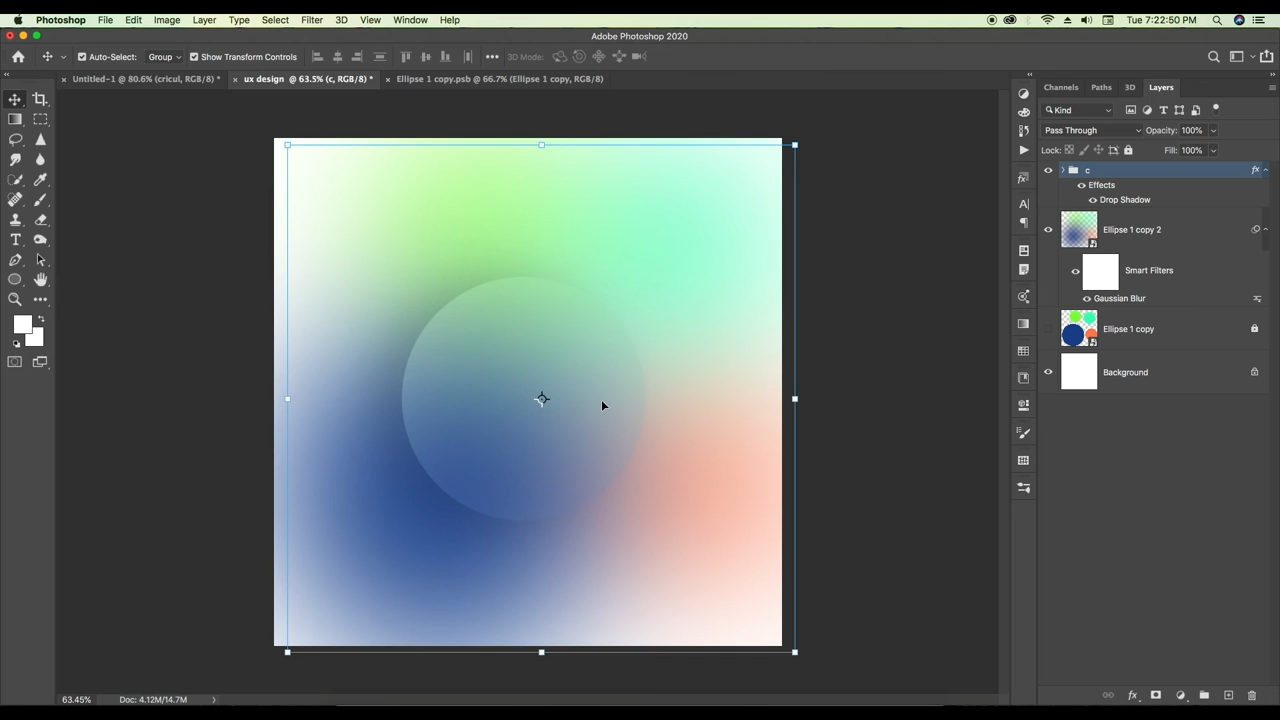 Photoshop File Edit Image Layer Type Select Filter 3D View Window Help Tue 7:22:50 PM
Adobe Photoshop 2020
Auto-Select: Group Show Transform Controls 3D Mode:
Untitled-1 @ 80.6% (cricul, RGB/8) * ux design @ 63.5% (c, RGB/8) * Ellipse 1 copy.psb @ 66.7% (Ellipse 1 copy, RGB/8)
Channels Paths 3D Layers
Kind
Pass Through Opacity: 100%
Lock: Fill: 100%
c fx
Effects
Drop Shadow
Ellipse 1 copy 2
Smart Filters
Gaussian Blur
Ellipse 1 copy
Background
63.45% Doc: 4.12M/14.7M